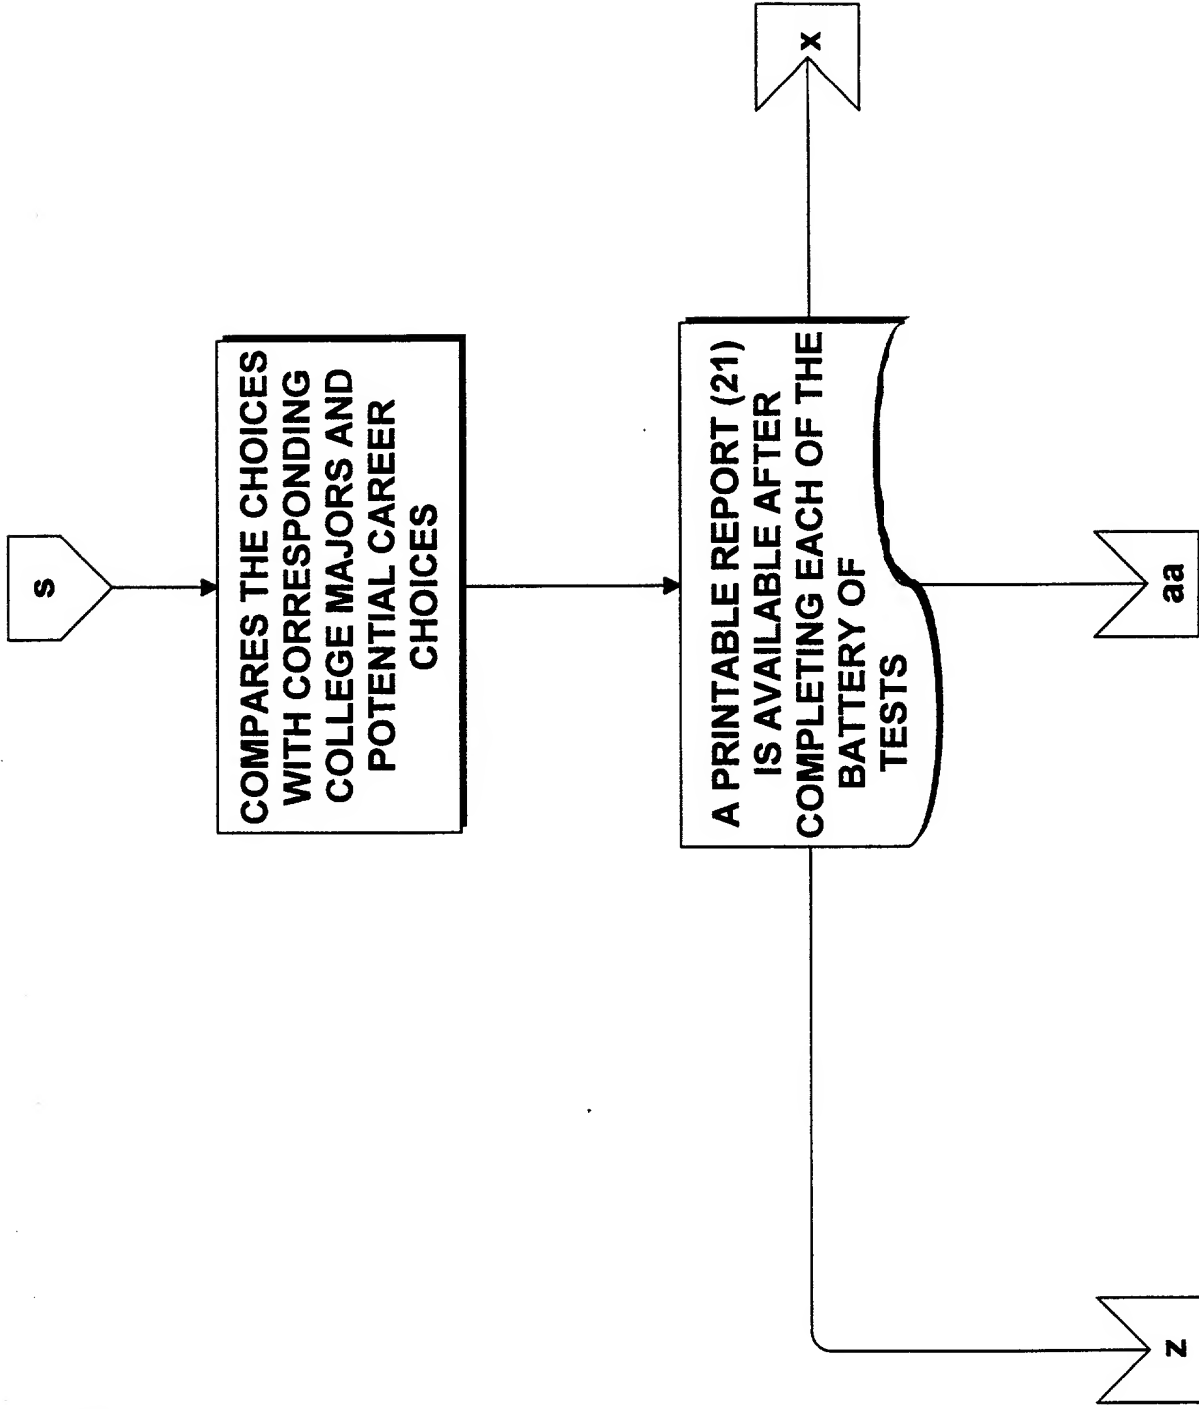 s
COMPARES THE CHOICES
WITH CORRESPONDING
COLLEGE MAJORS AND
POTENTIAL CAREER
CHOICES
A PRINTABLE REPORT (21)
IS AVAILABLE AFTER
COMPLETING EACH OF THE
BATTERY OF
TESTS
x
aa
z